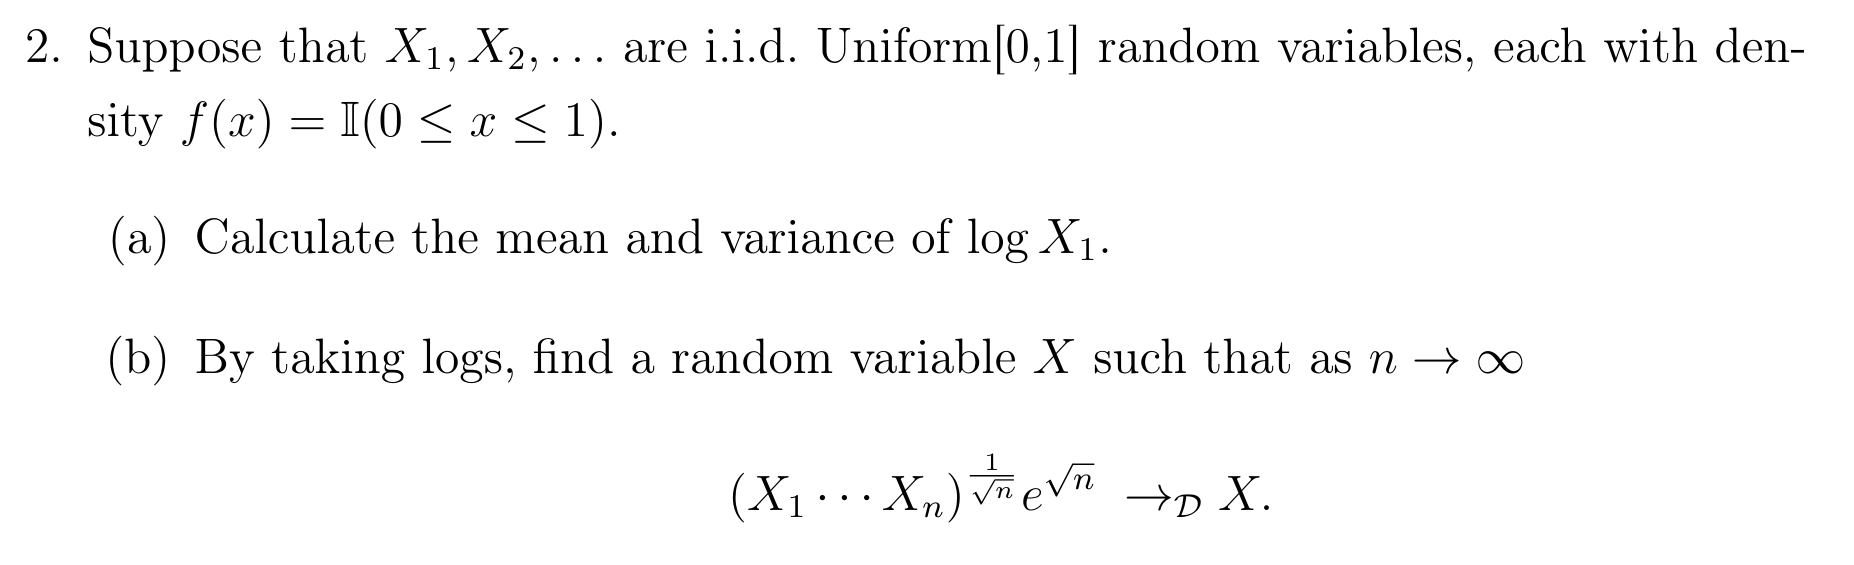 2. Suppose that $X_1, X_2, \ldots$ are i.i.d. Uniform[0,1] random variables, each with den-
sity $f(x) = \mathbb{I}(0 \leq x \leq 1)$.
(a) Calculate the mean and variance of $\log X_1$.
(b) By taking logs, find a random variable $X$ such that as $n \to \infty$
$(X_1 \cdots X_n)^{\frac{1}{\sqrt{n}}} e^{\sqrt{n}} \to_{\mathcal{D}} X.$